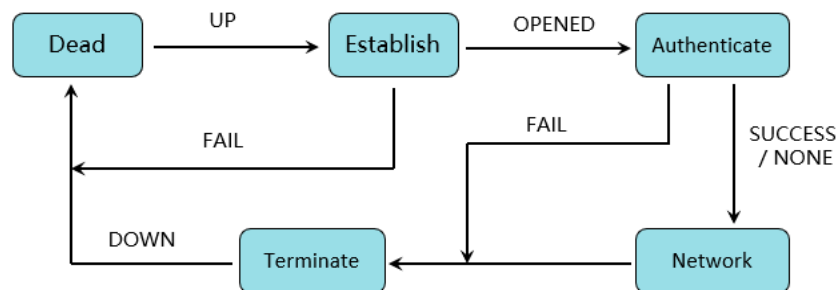 UP
OPENED
Dead
Establish
Authenticate
FAIL
FAIL
SUCCESS
/ NONE
DOWN
Terminate
Network